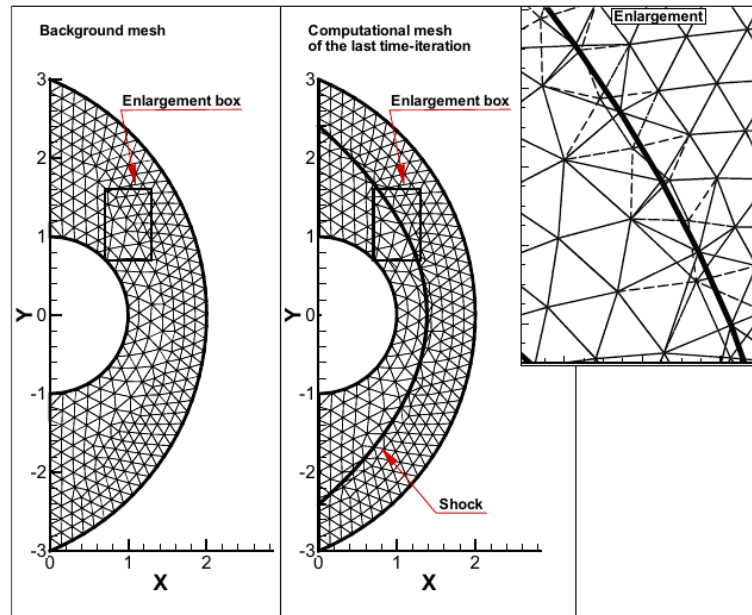 Background mesh
Enlargement box
3
2
1
0
-1
-2
-3
Y
0
1
2
X
Computational mesh
of the last time-iteration
Enlargement box
3
2
1
0
-1
-2
-3
Y
Shock
0
1
2
X
Enlargement